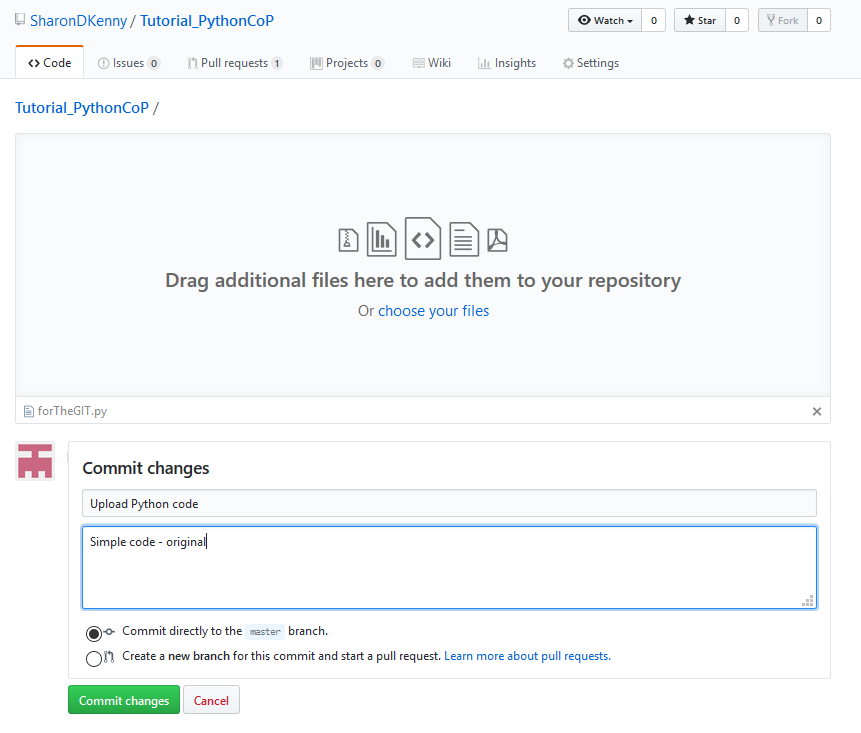 SharonDKenny / Tutorial_PythonCoP
Watch 0 Star 0 Fork 0
Code Issues 0 Pull requests 1 Projects 0 Wiki Insights Settings
Tutorial_PythonCoP /
Drag additional files here to add them to your repository
Or choose your files
forTheGIT.py
Commit changes
Upload Python code
Simple code - original
Commit directly to the master branch.
Create a new branch for this commit and start a pull request. Learn more about pull requests.
Commit changes Cancel